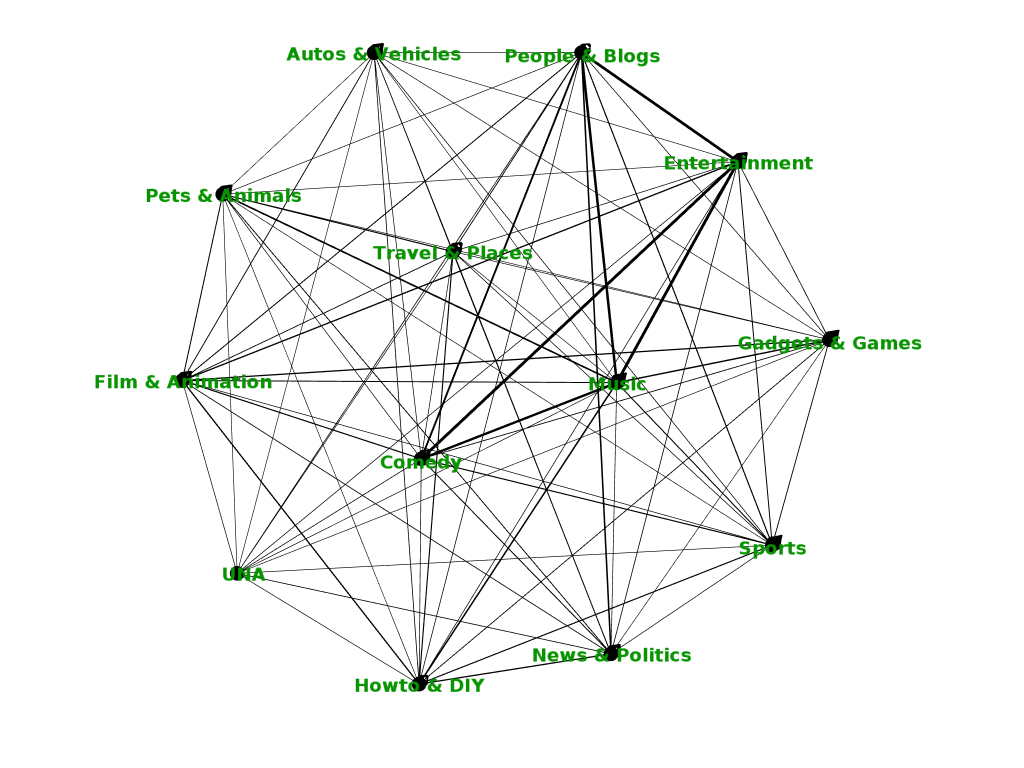 Autos & Vehicles
People & Blogs
Entertainment
Pets & Animals
Travel & Places
Gadgets & Games
Film & Animation
Music
Comedy
Sports
UNA
News & Politics
Howto & DIY